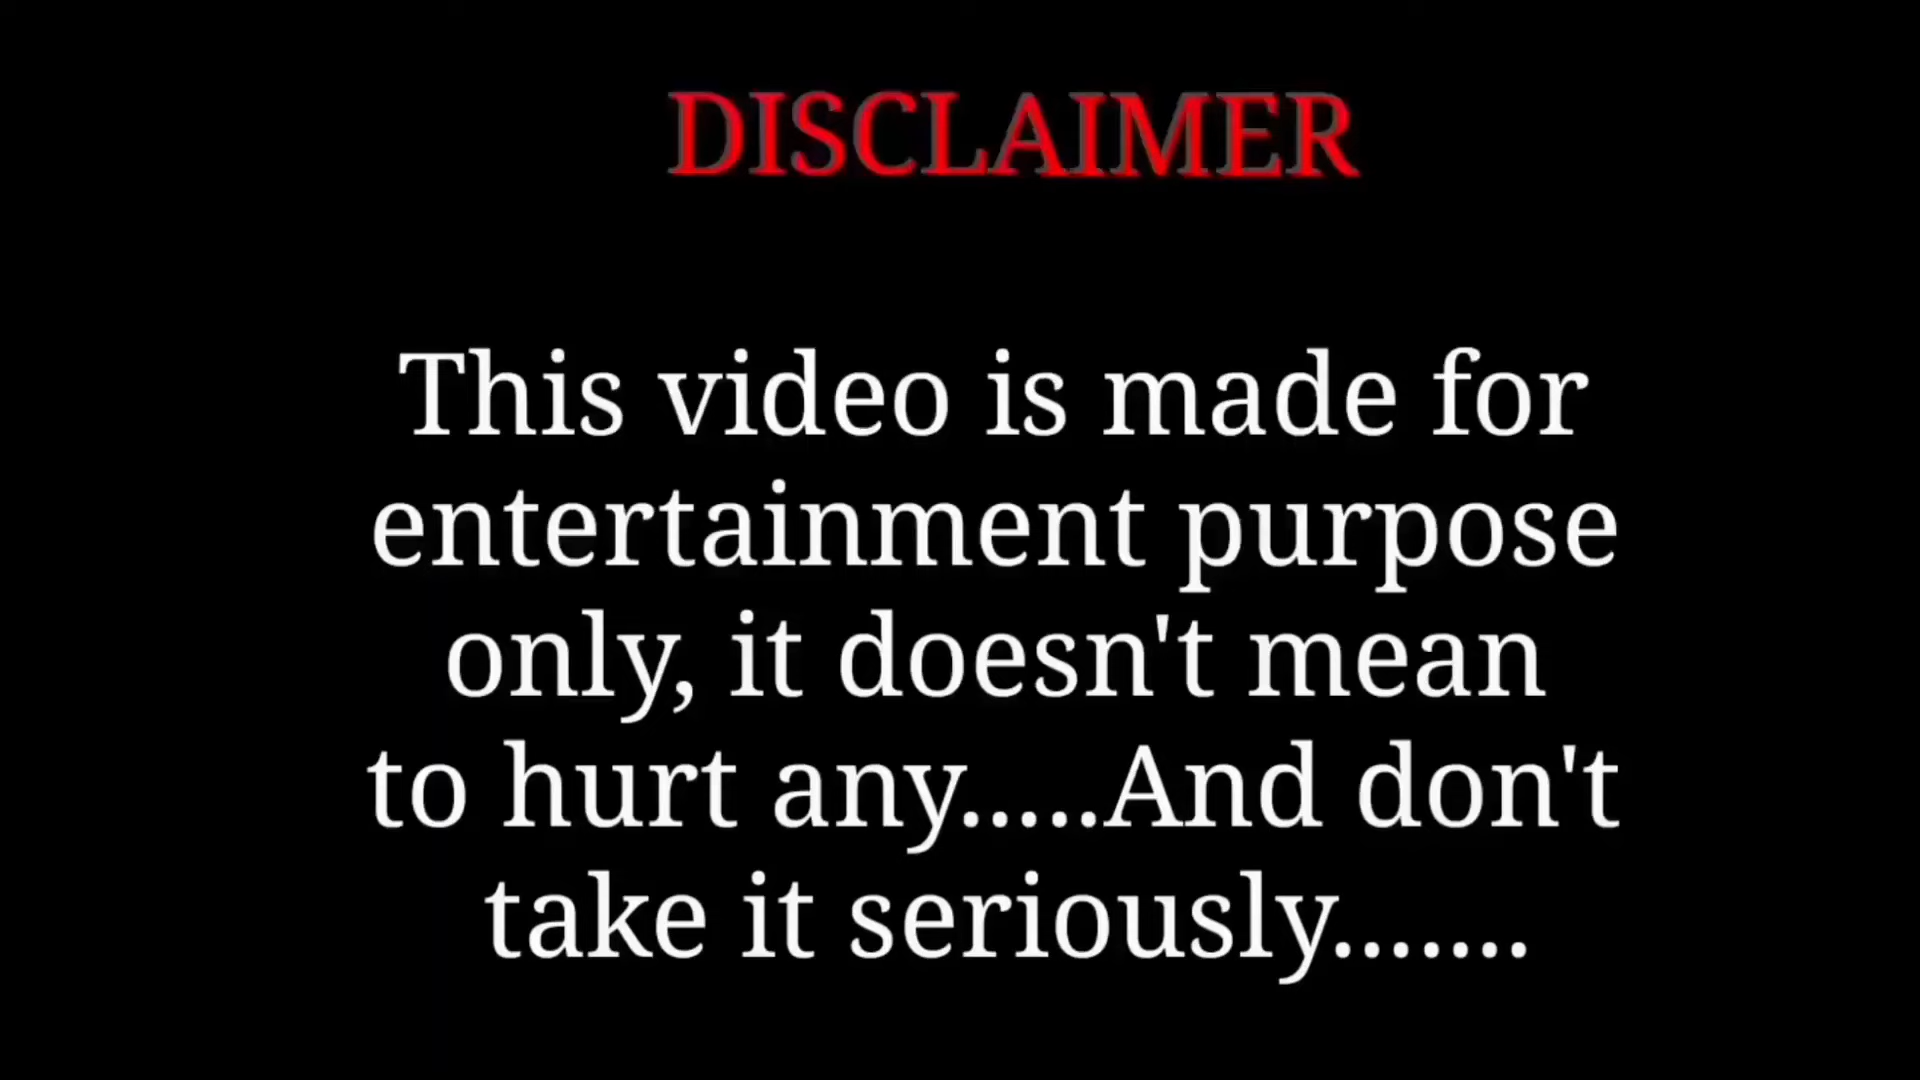 DISCLAIMER
This video is made for
entertainment purpose
only, it doesn't mean
to hurt any.....And don't
take it seriously.......